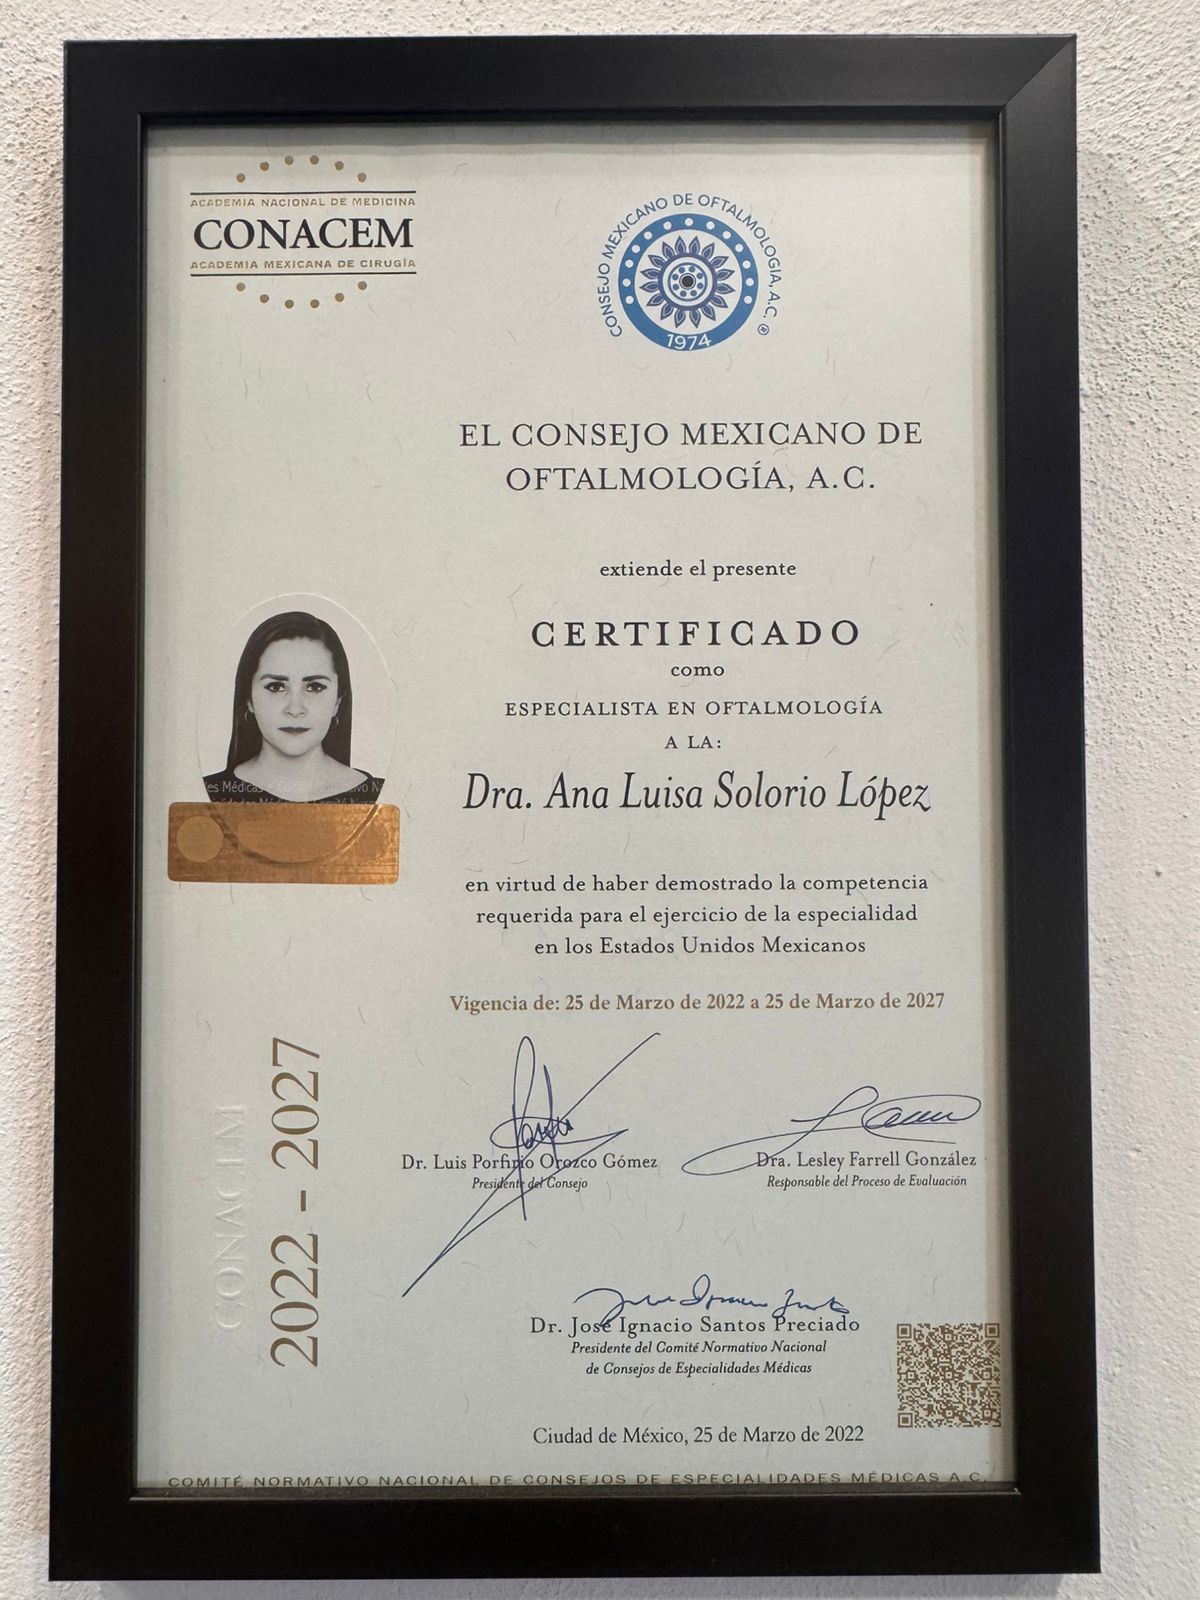 ACADEMIA NACIONAL DE MEDICINA
CONACEM
ACADEMIA MEXICANA DE CIRUGÍA
CONSEJO MEXICANO DE OFTALMOLOGÍA, A.C. ®
1974
EL CONSEJO MEXICANO DE
OFTALMOLOGÍA, A.C.
extiende el presente
CERTIFICADO
como
ESPECIALISTA EN OFTALMOLOGÍA
A LA:
Dra. Ana Luisa Solorio López
en virtud de haber demostrado la competencia
requerida para el ejercicio de la especialidad
en los Estados Unidos Mexicanos
Vigencia de: 25 de Marzo de 2022 a 25 de Marzo de 2027
CONACEM
2022 - 2027
Dr. Luis Porfirio Orozco Gómez
Presidente del Consejo
Dra. Lesley Farrell González
Responsable del Proceso de Evaluación
Dr. José Ignacio Santos Preciado
Presidente del Comité Normativo Nacional
de Consejos de Especialidades Médicas
Ciudad de México, 25 de Marzo de 2022
COMITÉ NORMATIVO NACIONAL DE CONSEJOS DE ESPECIALIDADES MÉDICAS A.C.